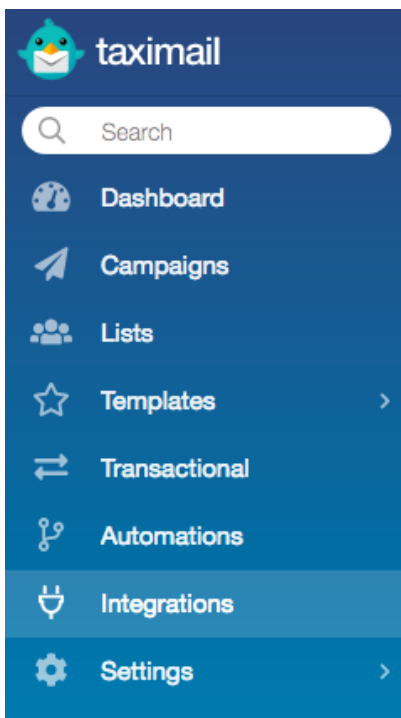 taximail
Search
Dashboard
Campaigns
Lists
Templates
Transactional
Automations
Integrations
Settings